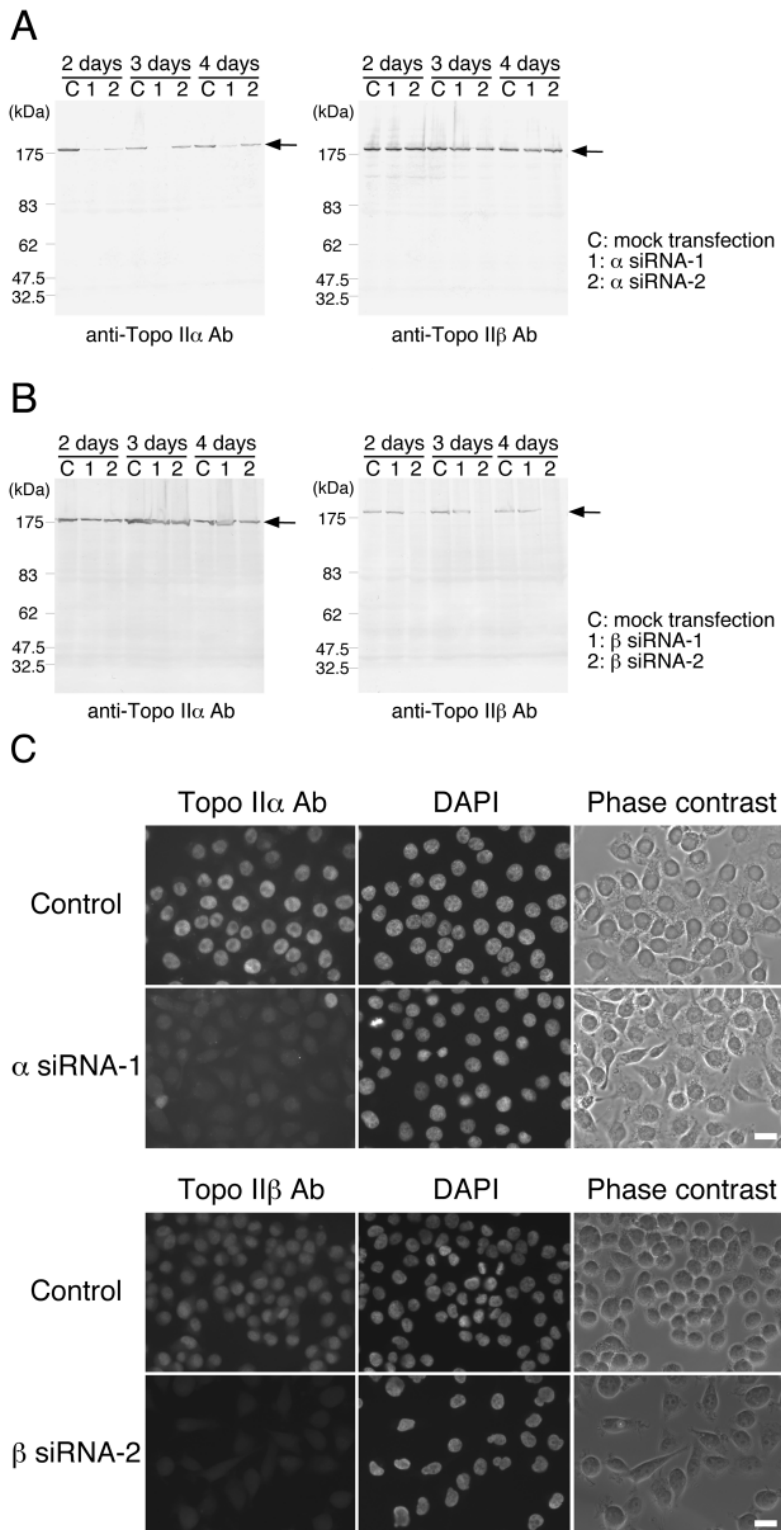 A
2 days 3 days 4 days
C 1 2 C 1 2 C 1 2
(kDa)
175
83
62
47.5
32.5
anti-Topo IIα Ab
2 days 3 days 4 days
C 1 2 C 1 2 C 1 2
(kDa)
175
83
62
47.5
32.5
anti-Topo IIβ Ab
C: mock transfection
1: α siRNA-1
2: α siRNA-2
B
2 days 3 days 4 days
C 1 2 C 1 2 C 1 2
(kDa)
175
83
62
47.5
32.5
anti-Topo IIα Ab
2 days 3 days 4 days
C 1 2 C 1 2 C 1 2
(kDa)
175
83
62
47.5
32.5
anti-Topo IIβ Ab
C: mock transfection
1: β siRNA-1
2: β siRNA-2
C
Topo IIα Ab DAPI Phase contrast
Control
α siRNA-1
Topo IIβ Ab DAPI Phase contrast
Control
β siRNA-2